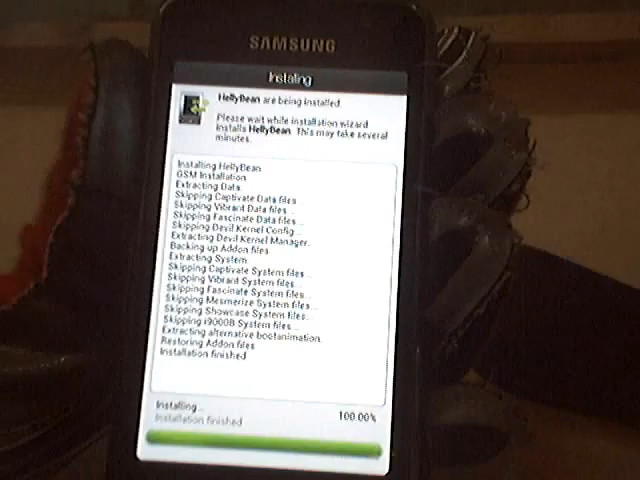 SAMSUNG
Installing
HellyBean are being installed
Please wait while installation wizard
installs HellyBean. This may take several
minutes.
Installing HellyBean
GSM Installation
Extracting Data
Skipping Captivate Data files
Skipping Vibrant Data files...
Skipping Fascinate Data files...
Skipping Devil Kernel Config...
Extracting Devil Kernel Manager.
Backing up Addon files
Extracting System
Skipping Captivate System files...
Skipping Vibrant System files...
Skipping Fascinate System files...
Skipping Mesmerize System files...
Skipping Showcase System files...
Skipping i9000B System files...
Extracting alternative bootanimation.
Restoring Addon files
Installation finished
Installing... 100.00%
Installation finished